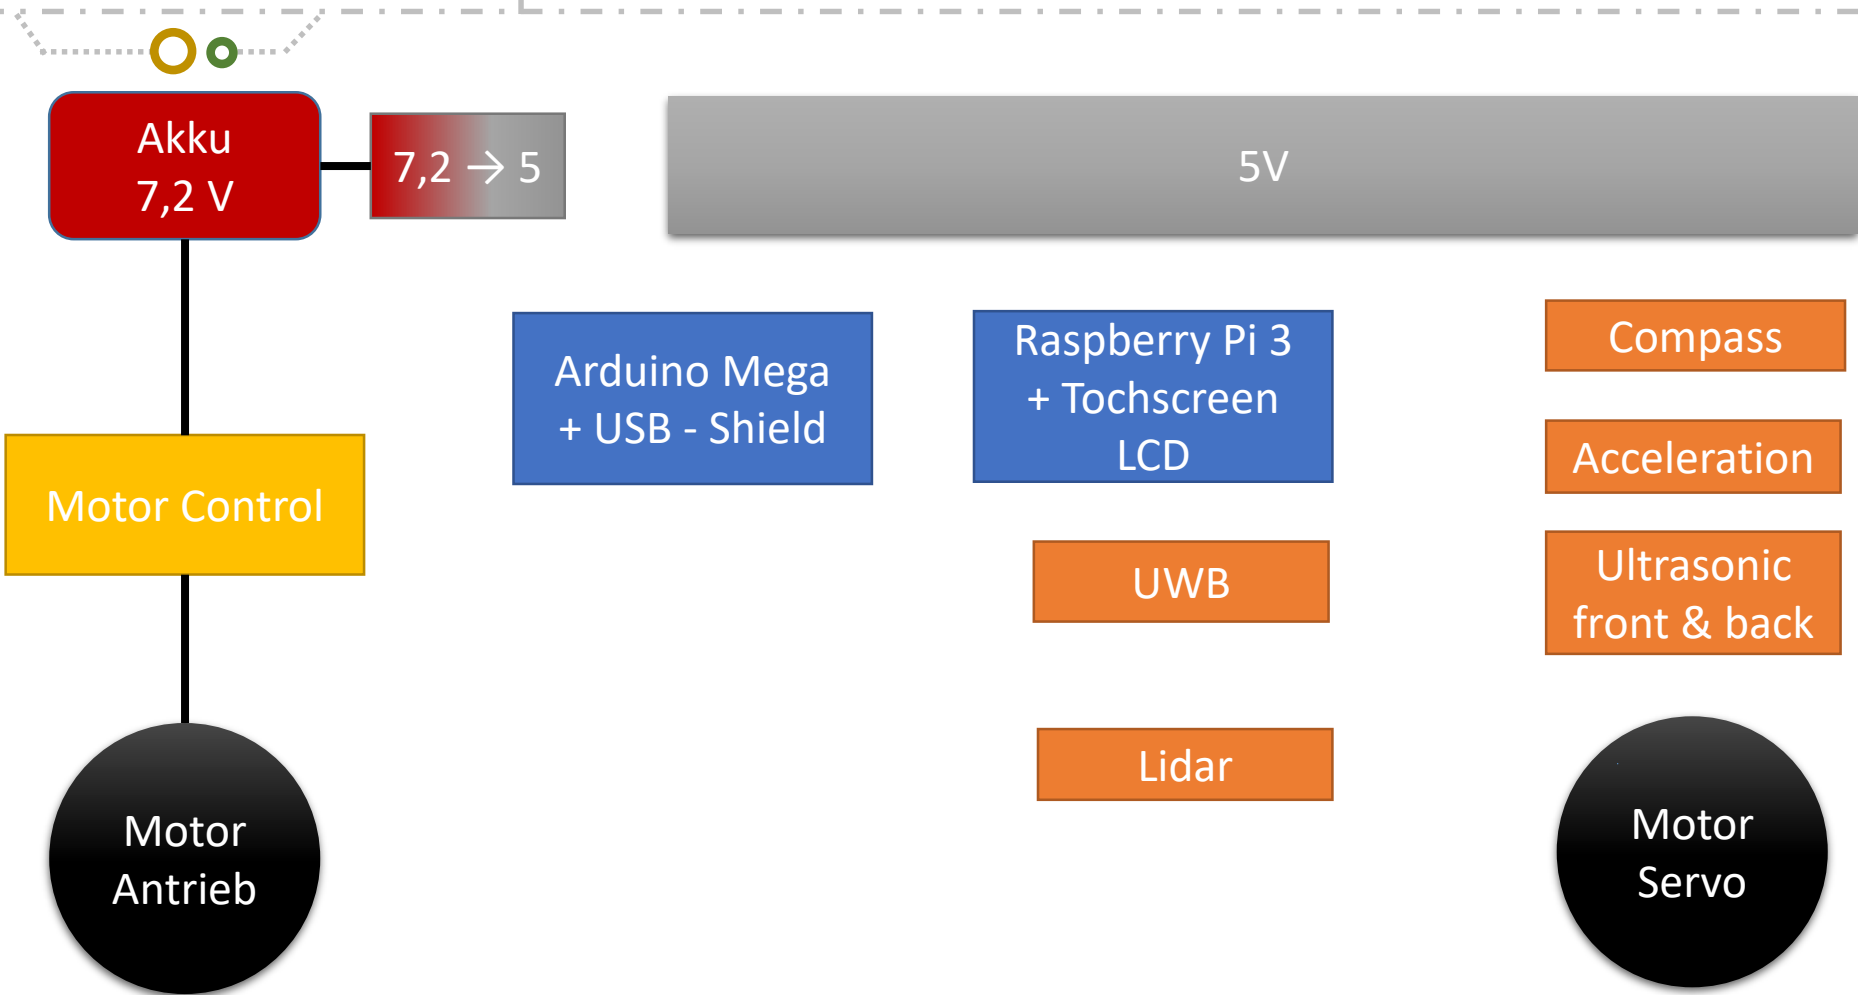 Akku
7,2 V
7,2 → 5
5V
Arduino Mega
+ USB - Shield
Raspberry Pi 3
+ Tochscreen
LCD
Compass
Acceleration
Motor Control
UWB
Ultrasonic
front & back
Lidar
Motor
Antrieb
Motor
Servo